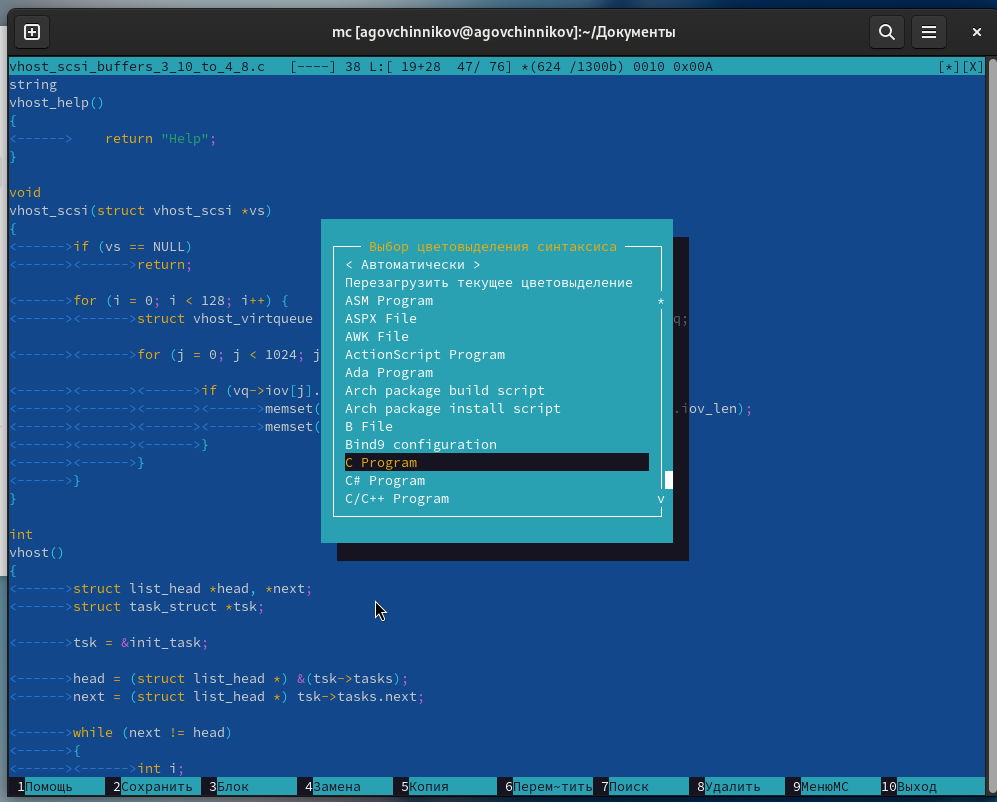 mc [agovchinnikov@agovchinnikov]:~/Документы
vhost_scsi_buffers_3_10_to_4_8.c   [----] 38 L:[ 19+28  47/ 76] *(624 /1300b) 0010 0x00A [*][X]
string
vhost_help()
{
<------>    return "Help";
}
void
vhost_scsi(struct vhost_scsi *vs)
{
<------>if (vs == NULL)
<------><------>return;
<------>for (i = 0; i < 128; i++) {
<------><------>struct vhost_virtqueue q;
<------><------>for (j = 0; j < 1024; j
<------><------><------>if (vq->iov[j].
<------><------><------><------>memset( .iov_len);
<------><------><------><------>memset(
<------><------><------>}
<------><------>}
<------>}
}
int
vhost()
{
<------>struct list_head *head, *next;
<------>struct task_struct *tsk;
<------>tsk = &init_task;
<------>head = (struct list_head *) &(tsk->tasks);
<------>next = (struct list_head *) tsk->tasks.next;
<------>while (next != head)
<------>{
<------><------>int i;
Выбор цветовыделения синтаксиса
< Автоматически >
Перезагрузить текущее цветовыделение
ASM Program *
ASPX File
AWK File
ActionScript Program
Ada Program
Arch package build script
Arch package install script
B File
Bind9 configuration
C Program
C# Program
C/C++ Program v
1Помощь 2Сохранить 3Блок 4Замена 5Копия 6Перем~тить 7Поиск 8Удалить 9МенюMC 10Выход